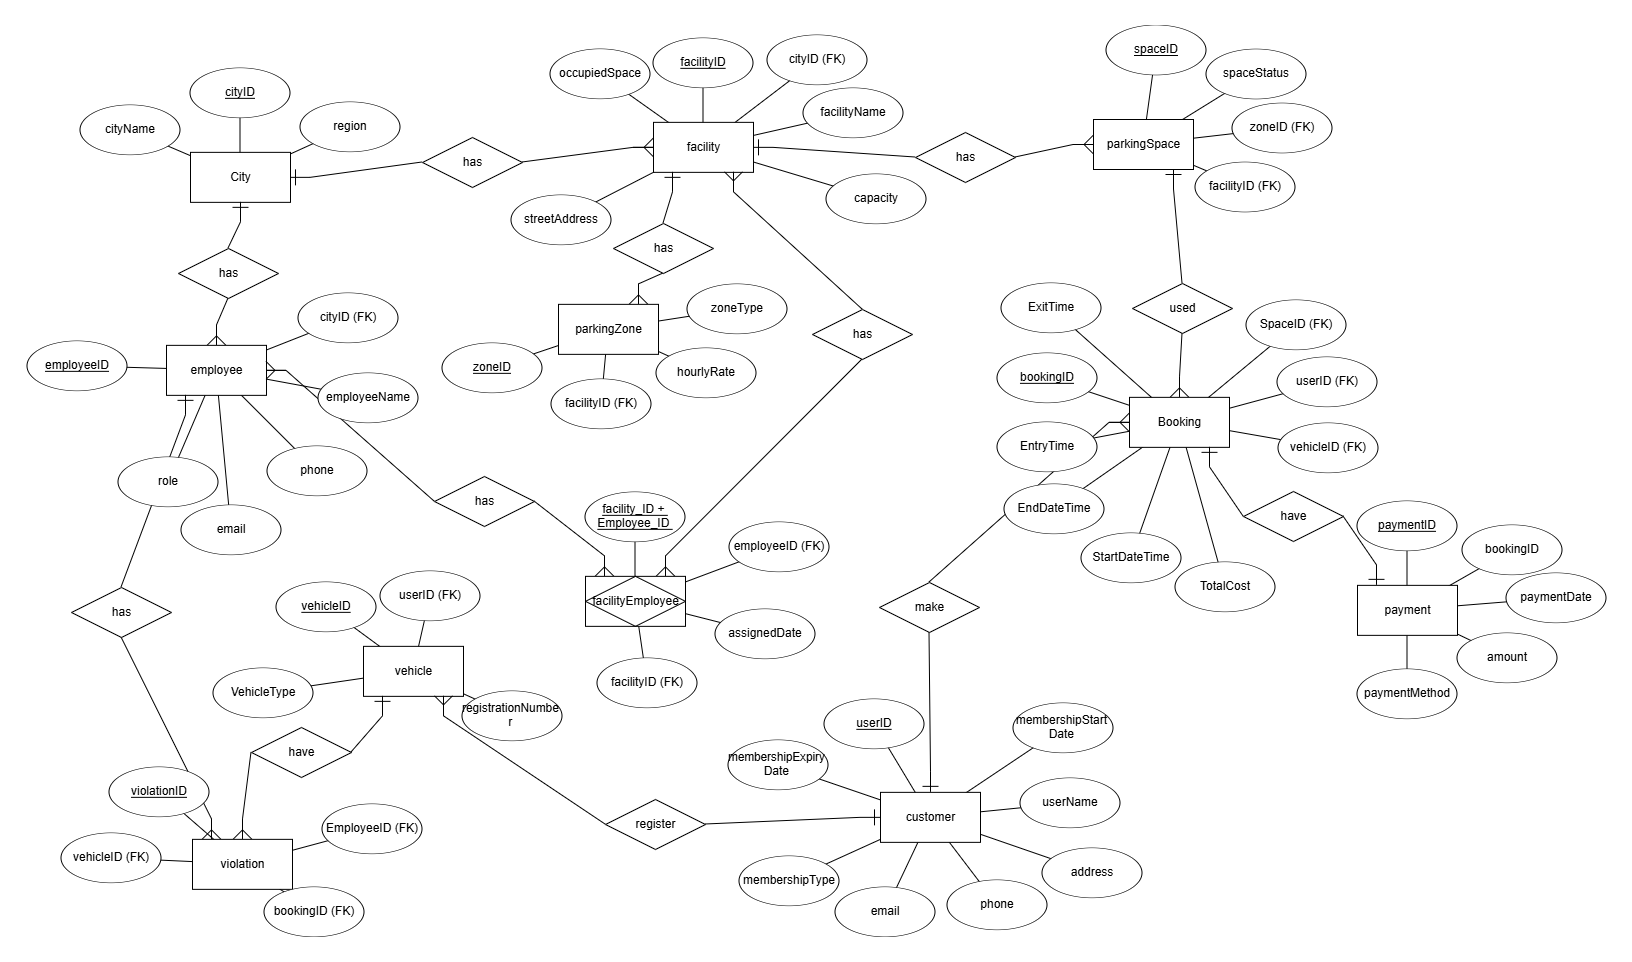 spaceID
facilityID
cityID (FK)
occupiedSpace
spaceStatus
cityID
facilityName
region
cityName
zoneID (FK)
facility
parkingSpace
has
has
City
facilityID (FK)
capacity
streetAddress
has
has
zoneType
ExitTime
used
cityID (FK)
SpaceID (FK)
parkingZone
has
employeeID
employee
zoneID
hourlyRate
bookingID
userID (FK)
employeeName
facilityID (FK)
Booking
EntryTime
vehicleID (FK)
phone
role
has
facility_ID +
Employee_ID
EndDateTime
have
paymentID
email
employeeID (FK)
StartDateTime
bookingID
TotalCost
vehicleID
userID (FK)
facilityEmployee
make
paymentDate
payment
has
assignedDate
vehicle
amount
facilityID (FK)
VehicleType
paymentMethod
registrationNumbe
r
userID
membershipStart
Date
have
membershipExpiry
Date
violationID
userName
register
customer
EmployeeID (FK)
vehicleID (FK)
violation
address
membershipType
phone
bookingID (FK)
email